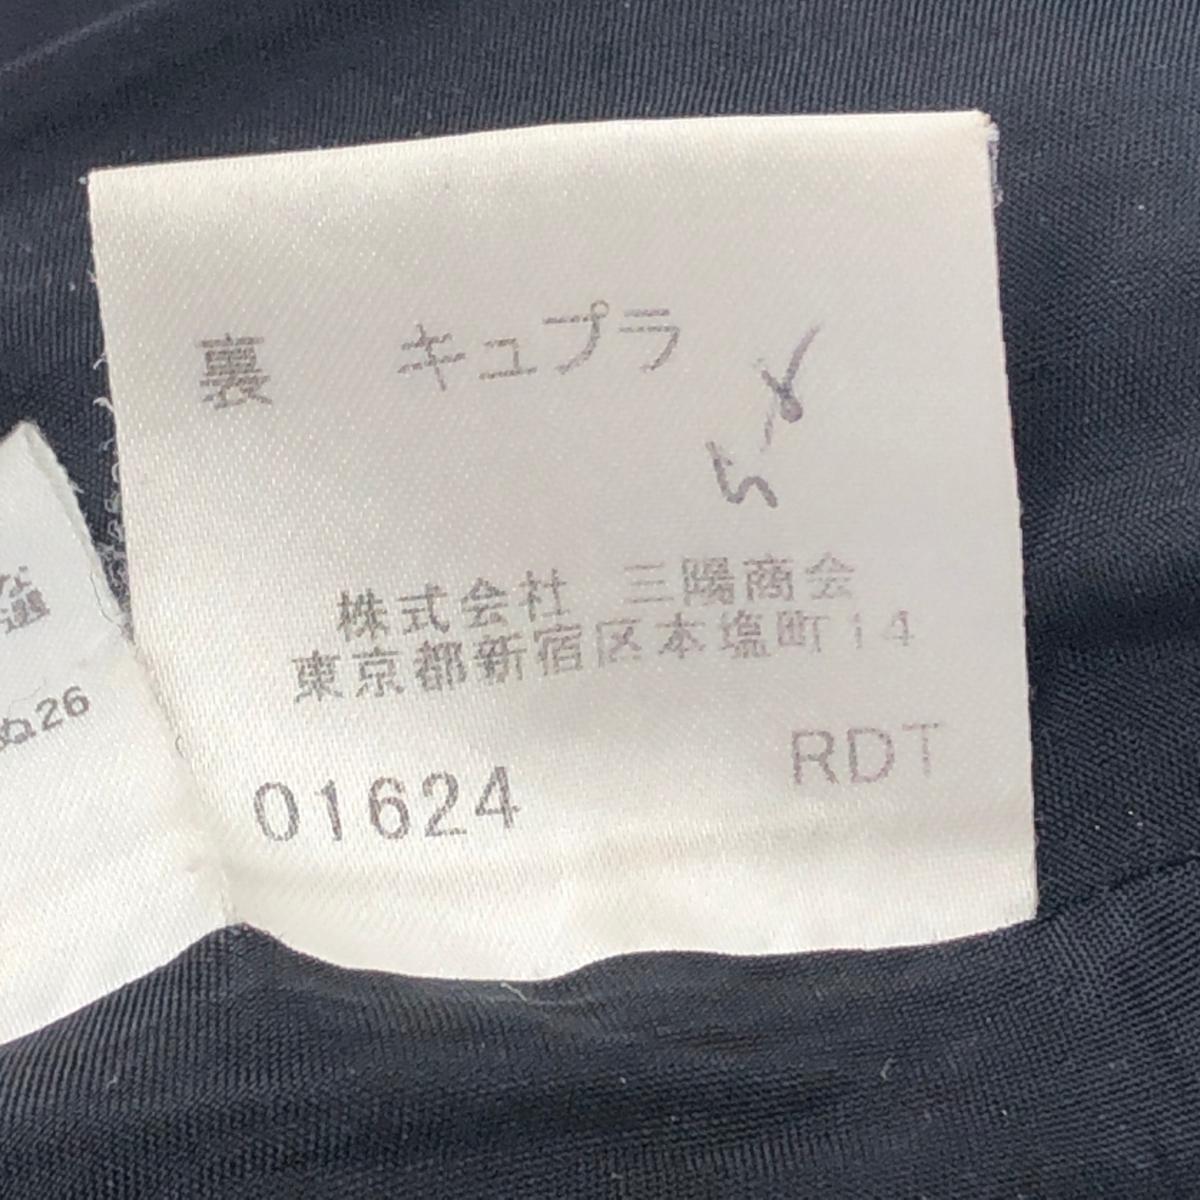 裏 キュプラ
株式会社 三陽商会
東京都新宿区本塩町14
01624 RDT
26